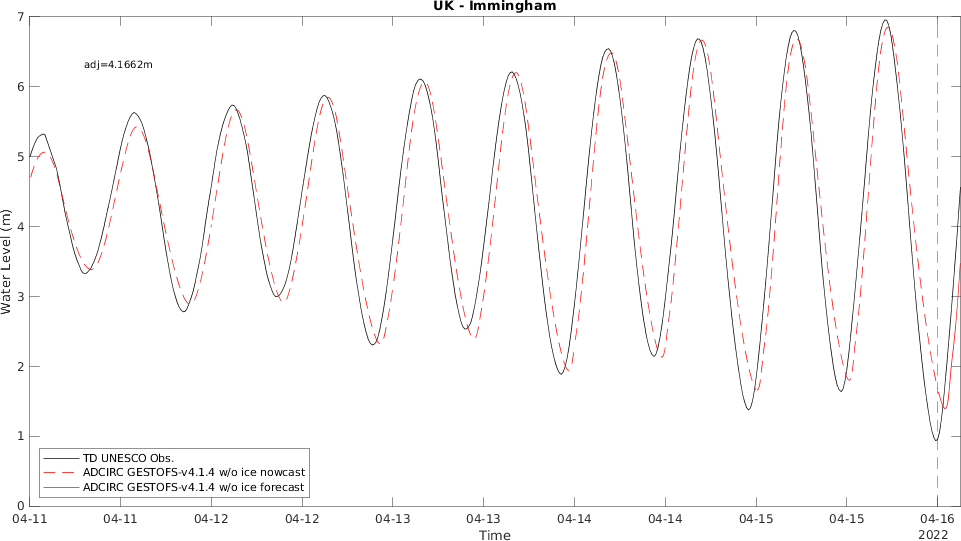 UK - Immingham
adj=4.1662m
7
6
5
4
3
2
1
0
Water Level (m)
TD UNESCO Obs.
ADCIRC GESTOFS-v4.1.4 w/o ice nowcast
ADCIRC GESTOFS-v4.1.4 w/o ice forecast
04-11 04-11 04-12 04-12 04-13 04-13 04-14 04-14 04-15 04-15 04-16
Time
2022